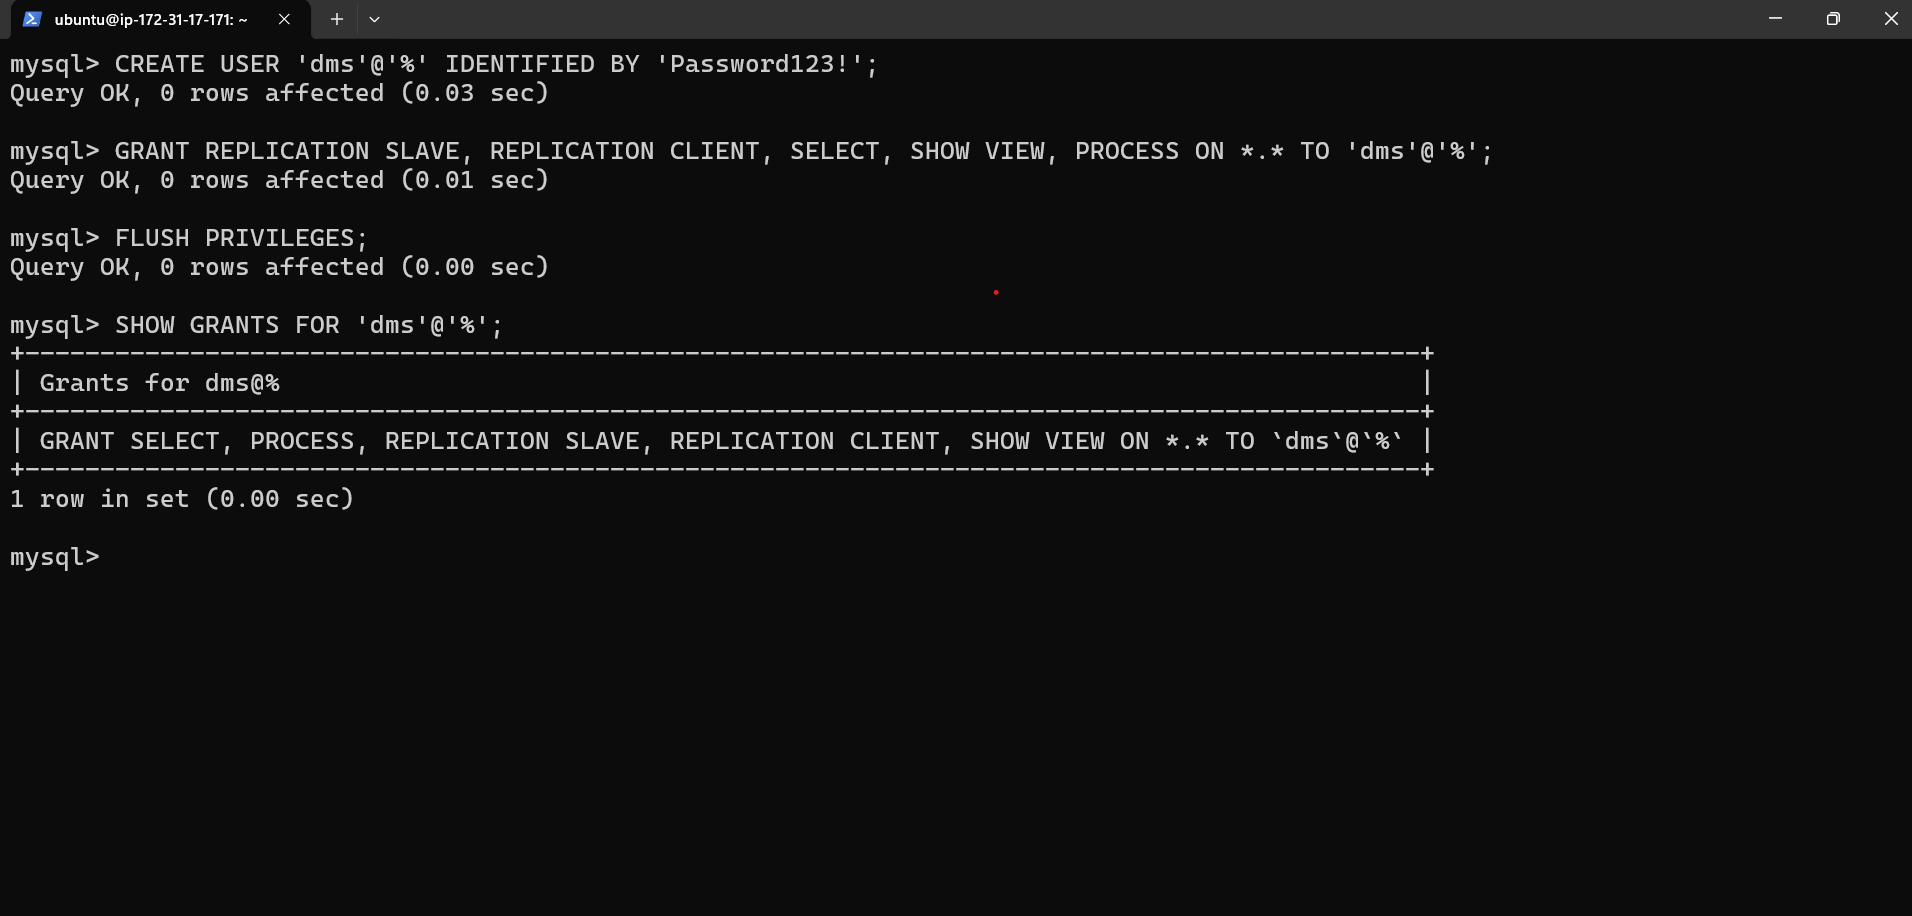 ubuntu@ip-172-31-17-171: ~
mysql> CREATE USER 'dms'@'%' IDENTIFIED BY 'Password123!';
Query OK, 0 rows affected (0.03 sec)
mysql> GRANT REPLICATION SLAVE, REPLICATION CLIENT, SELECT, SHOW VIEW, PROCESS ON *.* TO 'dms'@'%';
Query OK, 0 rows affected (0.01 sec)
mysql> FLUSH PRIVILEGES;
Query OK, 0 rows affected (0.00 sec)
mysql> SHOW GRANTS FOR 'dms'@'%';
+---------------------------------------------------------------------------------------------+
| Grants for dms@%                                                                            |
+---------------------------------------------------------------------------------------------+
| GRANT SELECT, PROCESS, REPLICATION SLAVE, REPLICATION CLIENT, SHOW VIEW ON *.* TO `dms`@`%` |
+---------------------------------------------------------------------------------------------+
1 row in set (0.00 sec)
mysql>